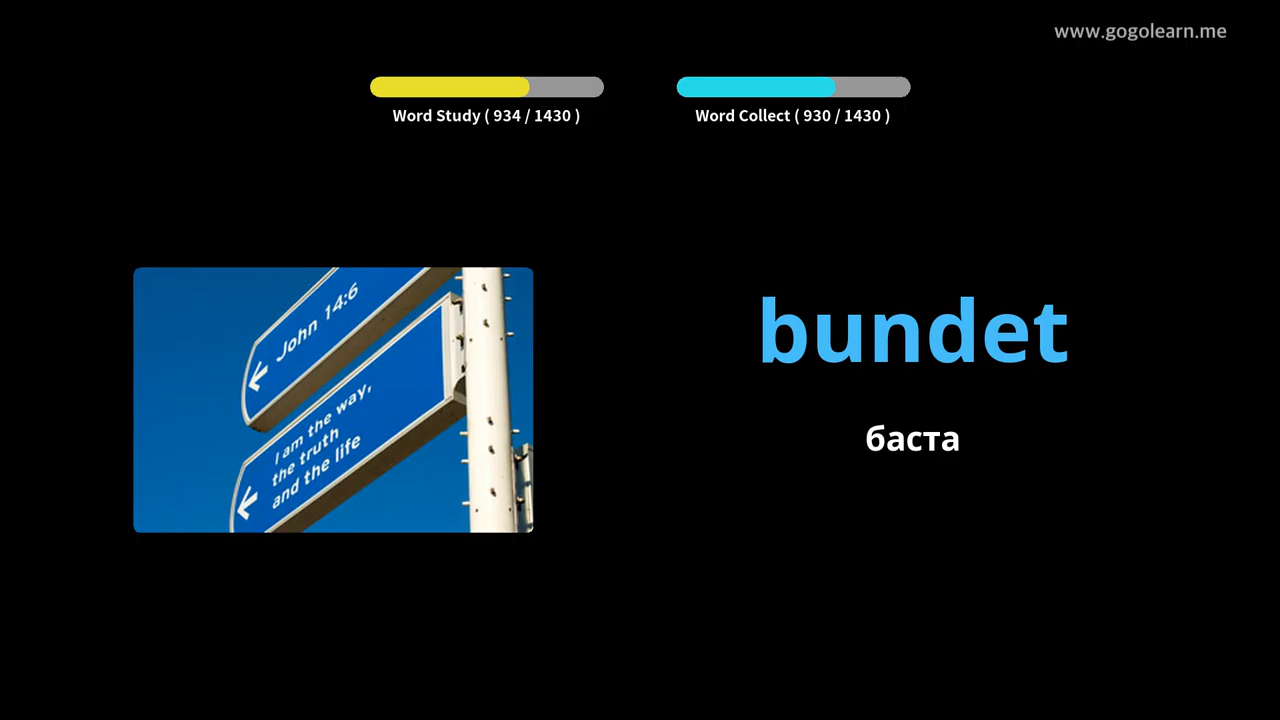 www.gogolearn.me
Word Study ( 934 / 1430 )
Word Collect ( 930 / 1430 )
John 14:6
I am the way,
the truth
and the life
bundet
баста